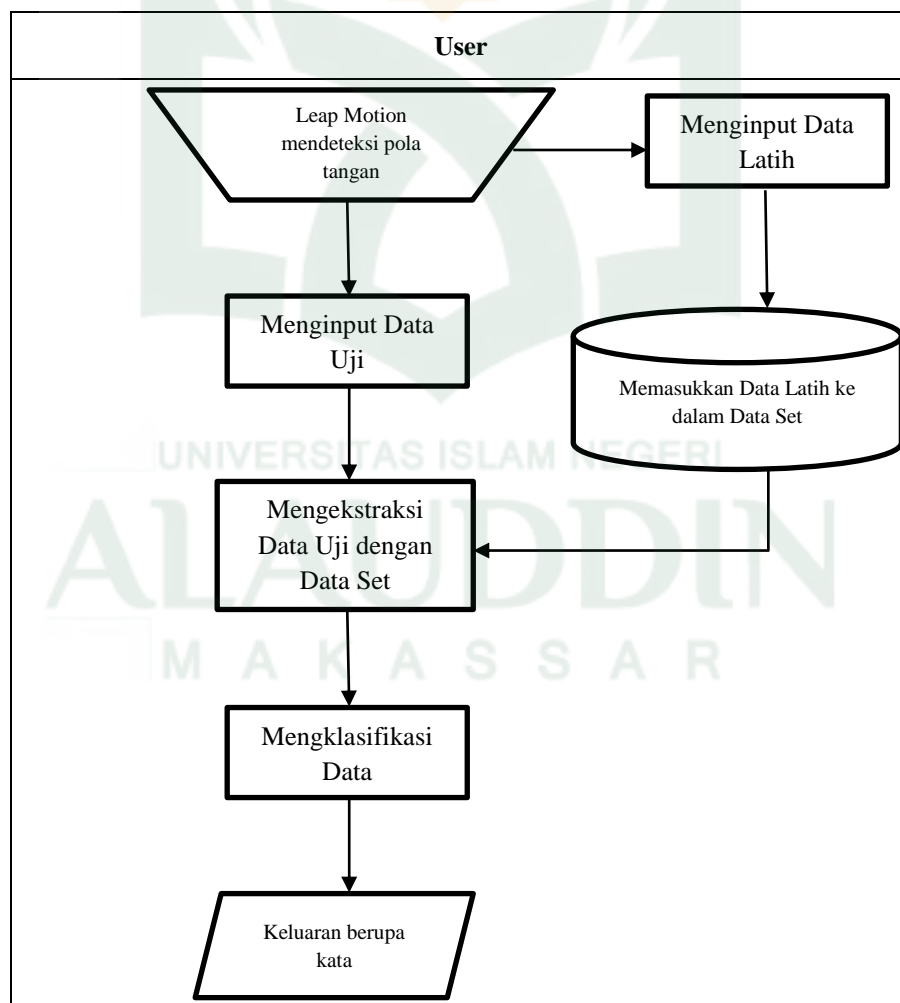 User
Leap Motion
mendeteksi pola
tangan
Menginput Data
Latih
Menginput Data
Uji
Memasukkan Data Latih ke
dalam Data Set
UNIVERSITAS ISLAM NEGERI
Mengekstraksi
Data Uji dengan
Data Set
ALAUDDIN
MAKASSAR
Mengklasifikasi
Data
Keluaran berupa
kata